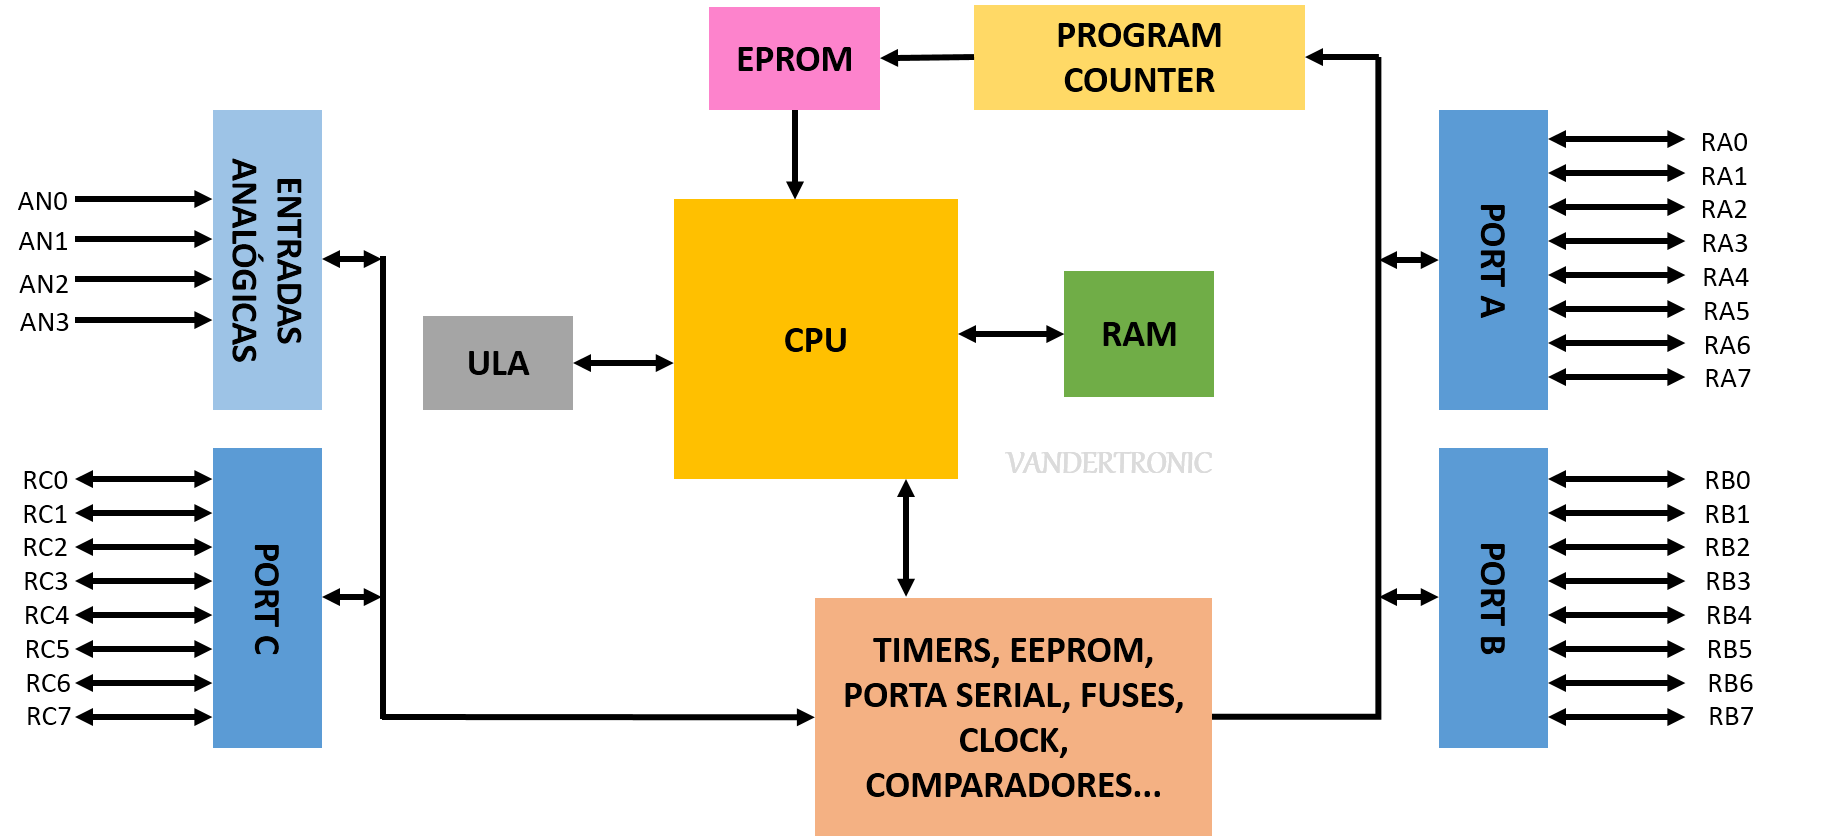 EPROM
PROGRAM
COUNTER
ENTRADAS
ANALÓGICAS
AN0
AN1
AN2
AN3
ULA
CPU
RAM
VANDERTRONIC
PORT A
RA0
RA1
RA2
RA3
RA4
RA5
RA6
RA7
RC0
RC1
RC2
RC3
RC4
RC5
RC6
RC7
PORT C
TIMERS, EEPROM,
PORTA SERIAL, FUSES,
CLOCK,
COMPARADORES...
PORT B
RB0
RB1
RB2
RB3
RB4
RB5
RB6
RB7